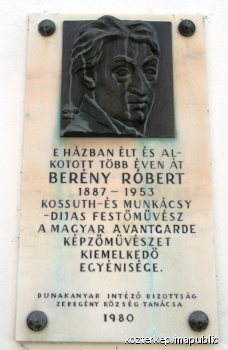 E HÁZBAN ÉLT ÉS AL-
KOTOTT TÖBB ÉVEN ÁT
BERÉNY RÓBERT
1887–1953
KOSSUTH-ÉS MUNKÁCSY
-DIJAS FESTŐMŰVÉSZ
A MAGYAR AVANTGARDE
KÉPZŐMŰVÉSZET
KIEMELKEDŐ
EGYÉNISÉGE.
DUNAKANYAR INTÉZŐ BIZOTTSÁG
ZEBEGÉNY KÖZSÉG TANÁCSA
1980
kozterkep/mapublic